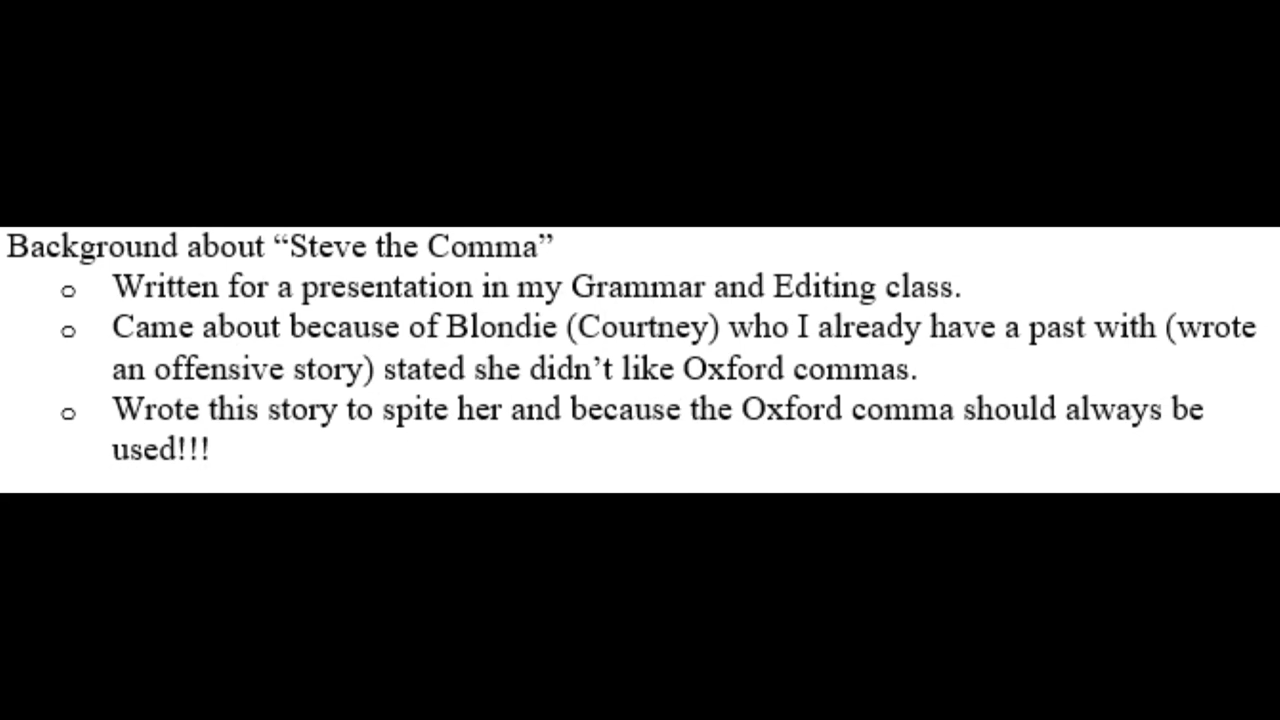 Background about “Steve the Comma”
o Written for a presentation in my Grammar and Editing class.
o Came about because of Blondie (Courtney) who I already have a past with (wrote
an offensive story) stated she didn’t like Oxford commas.
o Wrote this story to spite her and because the Oxford comma should always be
used!!!